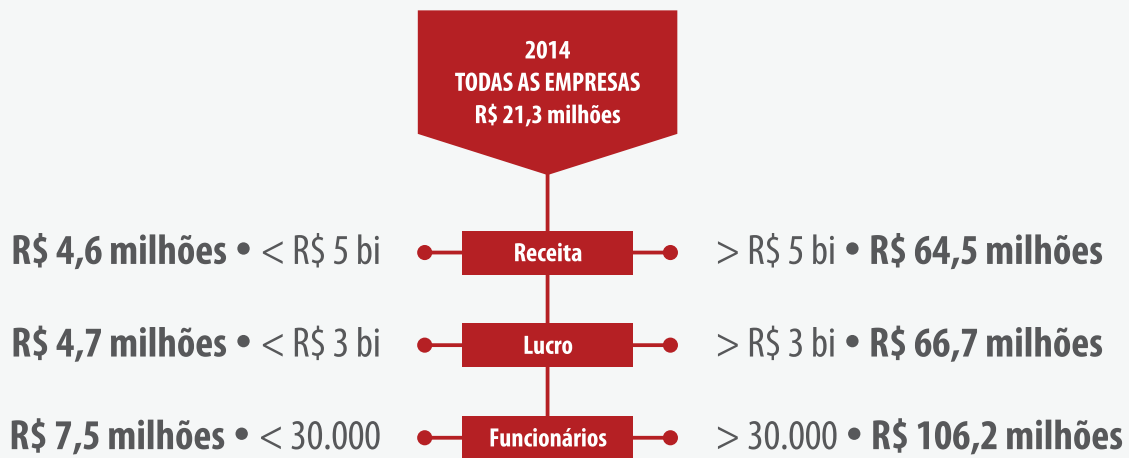 2014
TODAS AS EMPRESAS
R$ 21,3 milhões
R$ 4,6 milhões • < R$ 5 bi Receita > R$ 5 bi • R$ 64,5 milhões
R$ 4,7 milhões • < R$ 3 bi Lucro > R$ 3 bi • R$ 66,7 milhões
R$ 7,5 milhões • < 30.000 Funcionários > 30.000 • R$ 106,2 milhões